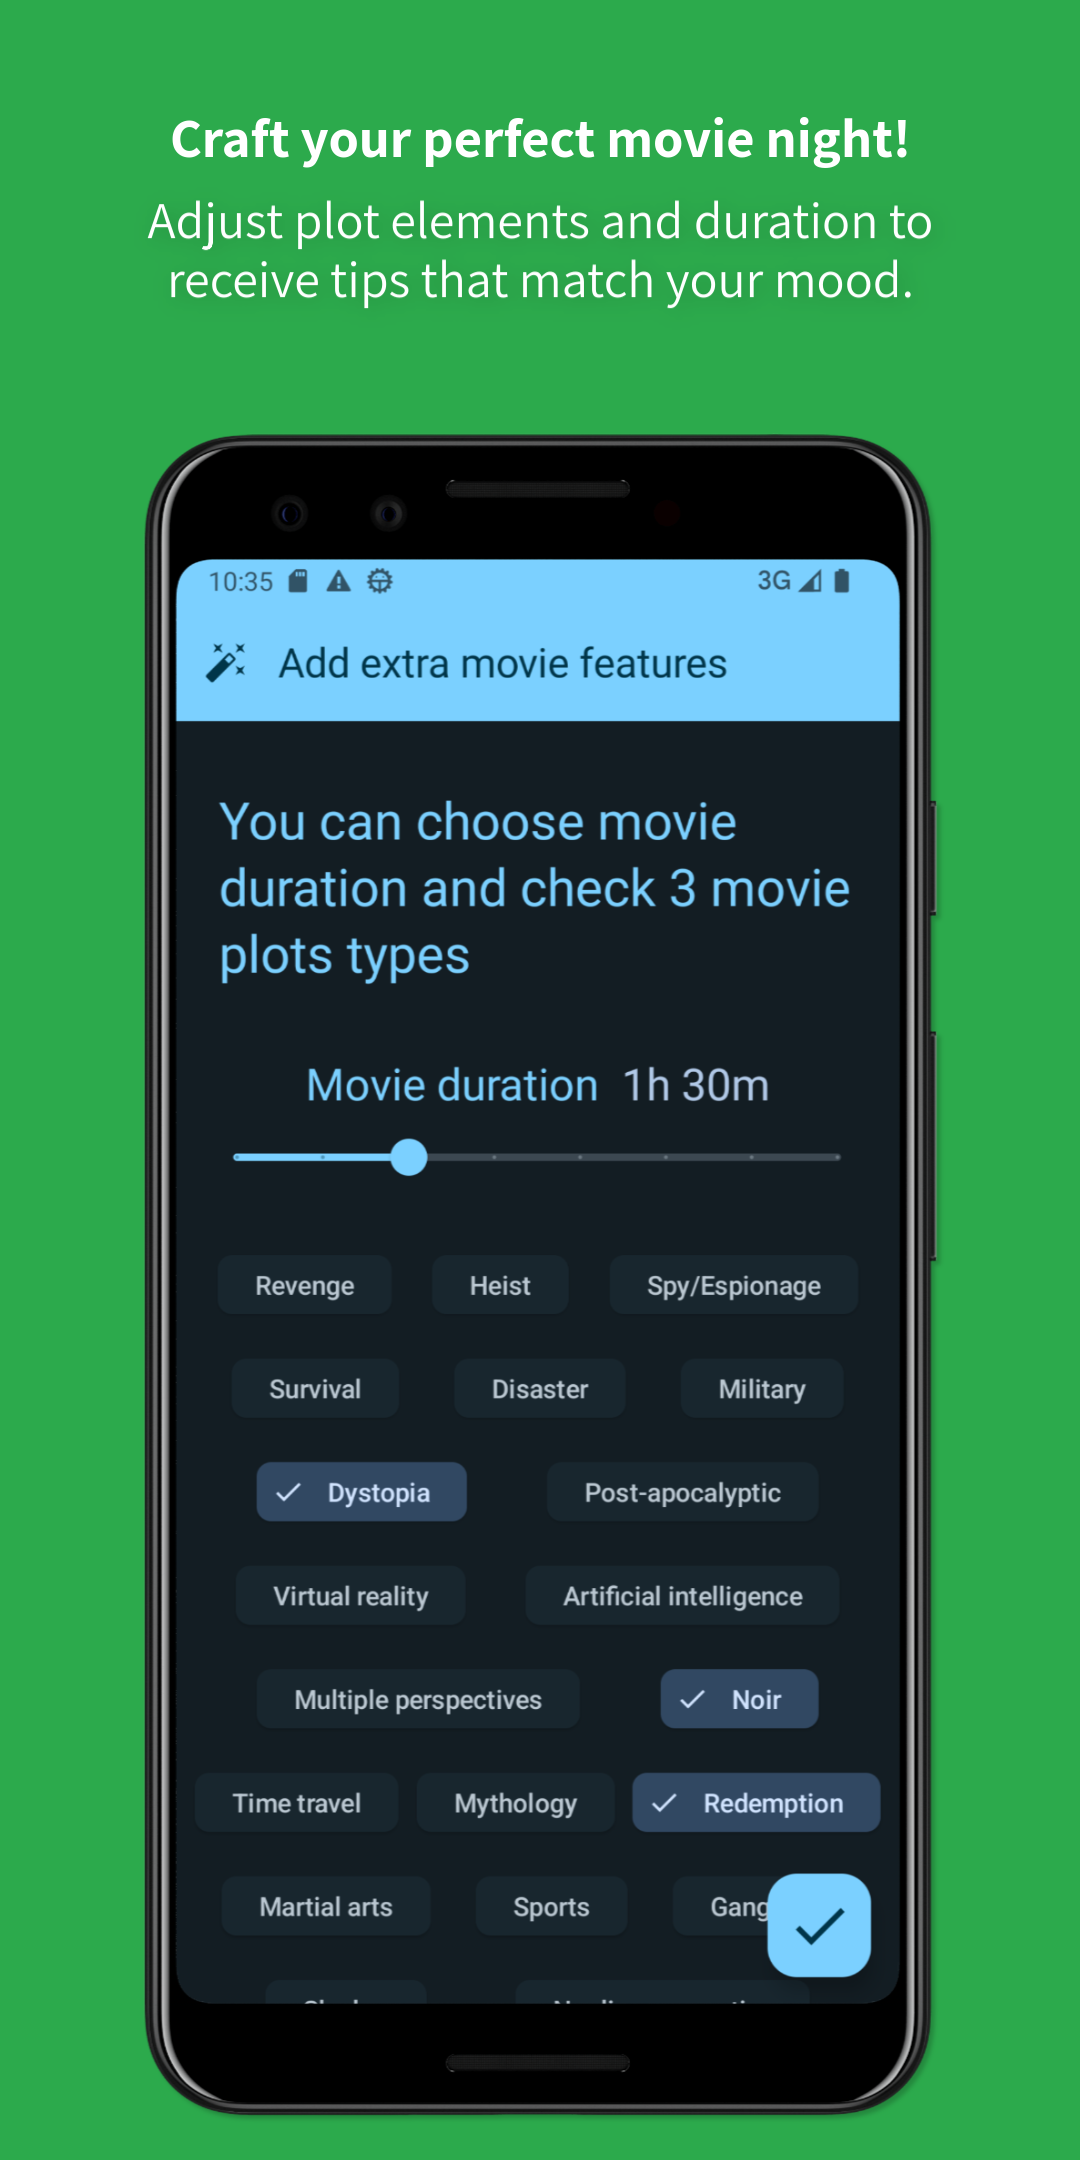 Craft your perfect movie night!
Adjust plot elements and duration to
receive tips that match your mood.
10:35 3G
Add extra movie features
You can choose movie
duration and check 3 movie
plots types
Movie duration 1h 30m
Revenge Heist Spy/Espionage
Survival Disaster Military
Dystopia Post-apocalyptic
Virtual reality Artificial intelligence
Multiple perspectives Noir
Time travel Mythology Redemption
Martial arts Sports Gang